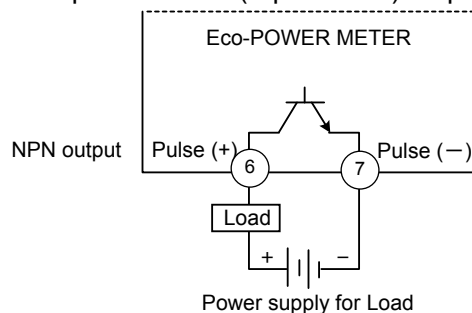 Eco-POWER METER
NPN output Pulse (+) 6 7 Pulse (－)
Load
+ －
Power supply for Load